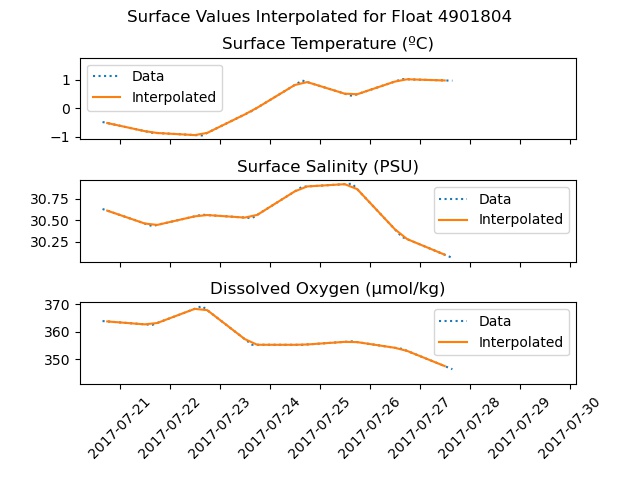 Surface Values Interpolated for Float 4901804
Surface Temperature (ºC)
1
0
−1
Data
Interpolated
Surface Salinity (PSU)
30.75
30.50
30.25
Data
Interpolated
Dissolved Oxygen (μmol/kg)
370
360
350
Data
Interpolated
2017-07-21
2017-07-22
2017-07-23
2017-07-24
2017-07-25
2017-07-26
2017-07-27
2017-07-28
2017-07-29
2017-07-30